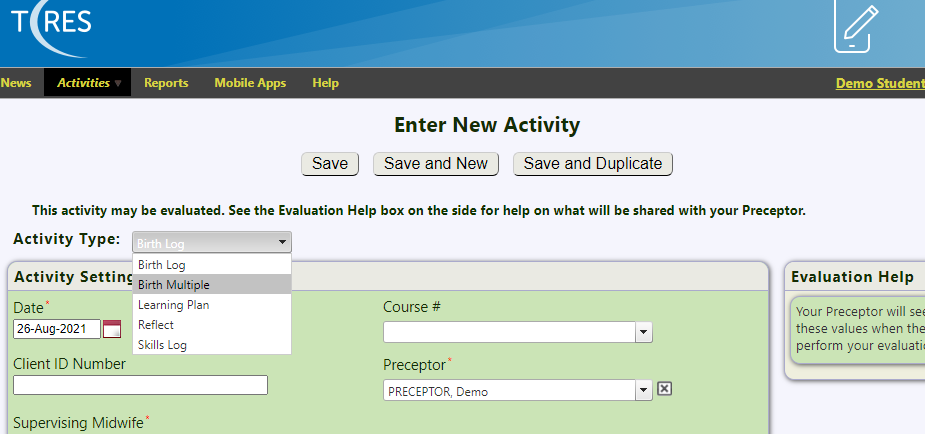 TCRES
News Activities Reports Mobile Apps Help Demo Student
Enter New Activity
Save Save and New Save and Duplicate
This activity may be evaluated. See the Evaluation Help box on the side for help on what will be shared with your Preceptor.
Activity Type: Birth Log
Birth Log
Birth Multiple
Learning Plan
Reflect
Skills Log
Activity Setting
Date*
26-Aug-2021
Client ID Number
Supervising Midwife*
Course #
Preceptor*
PRECEPTOR, Demo
Evaluation Help
Your Preceptor will see
these values when the
perform your evaluatio